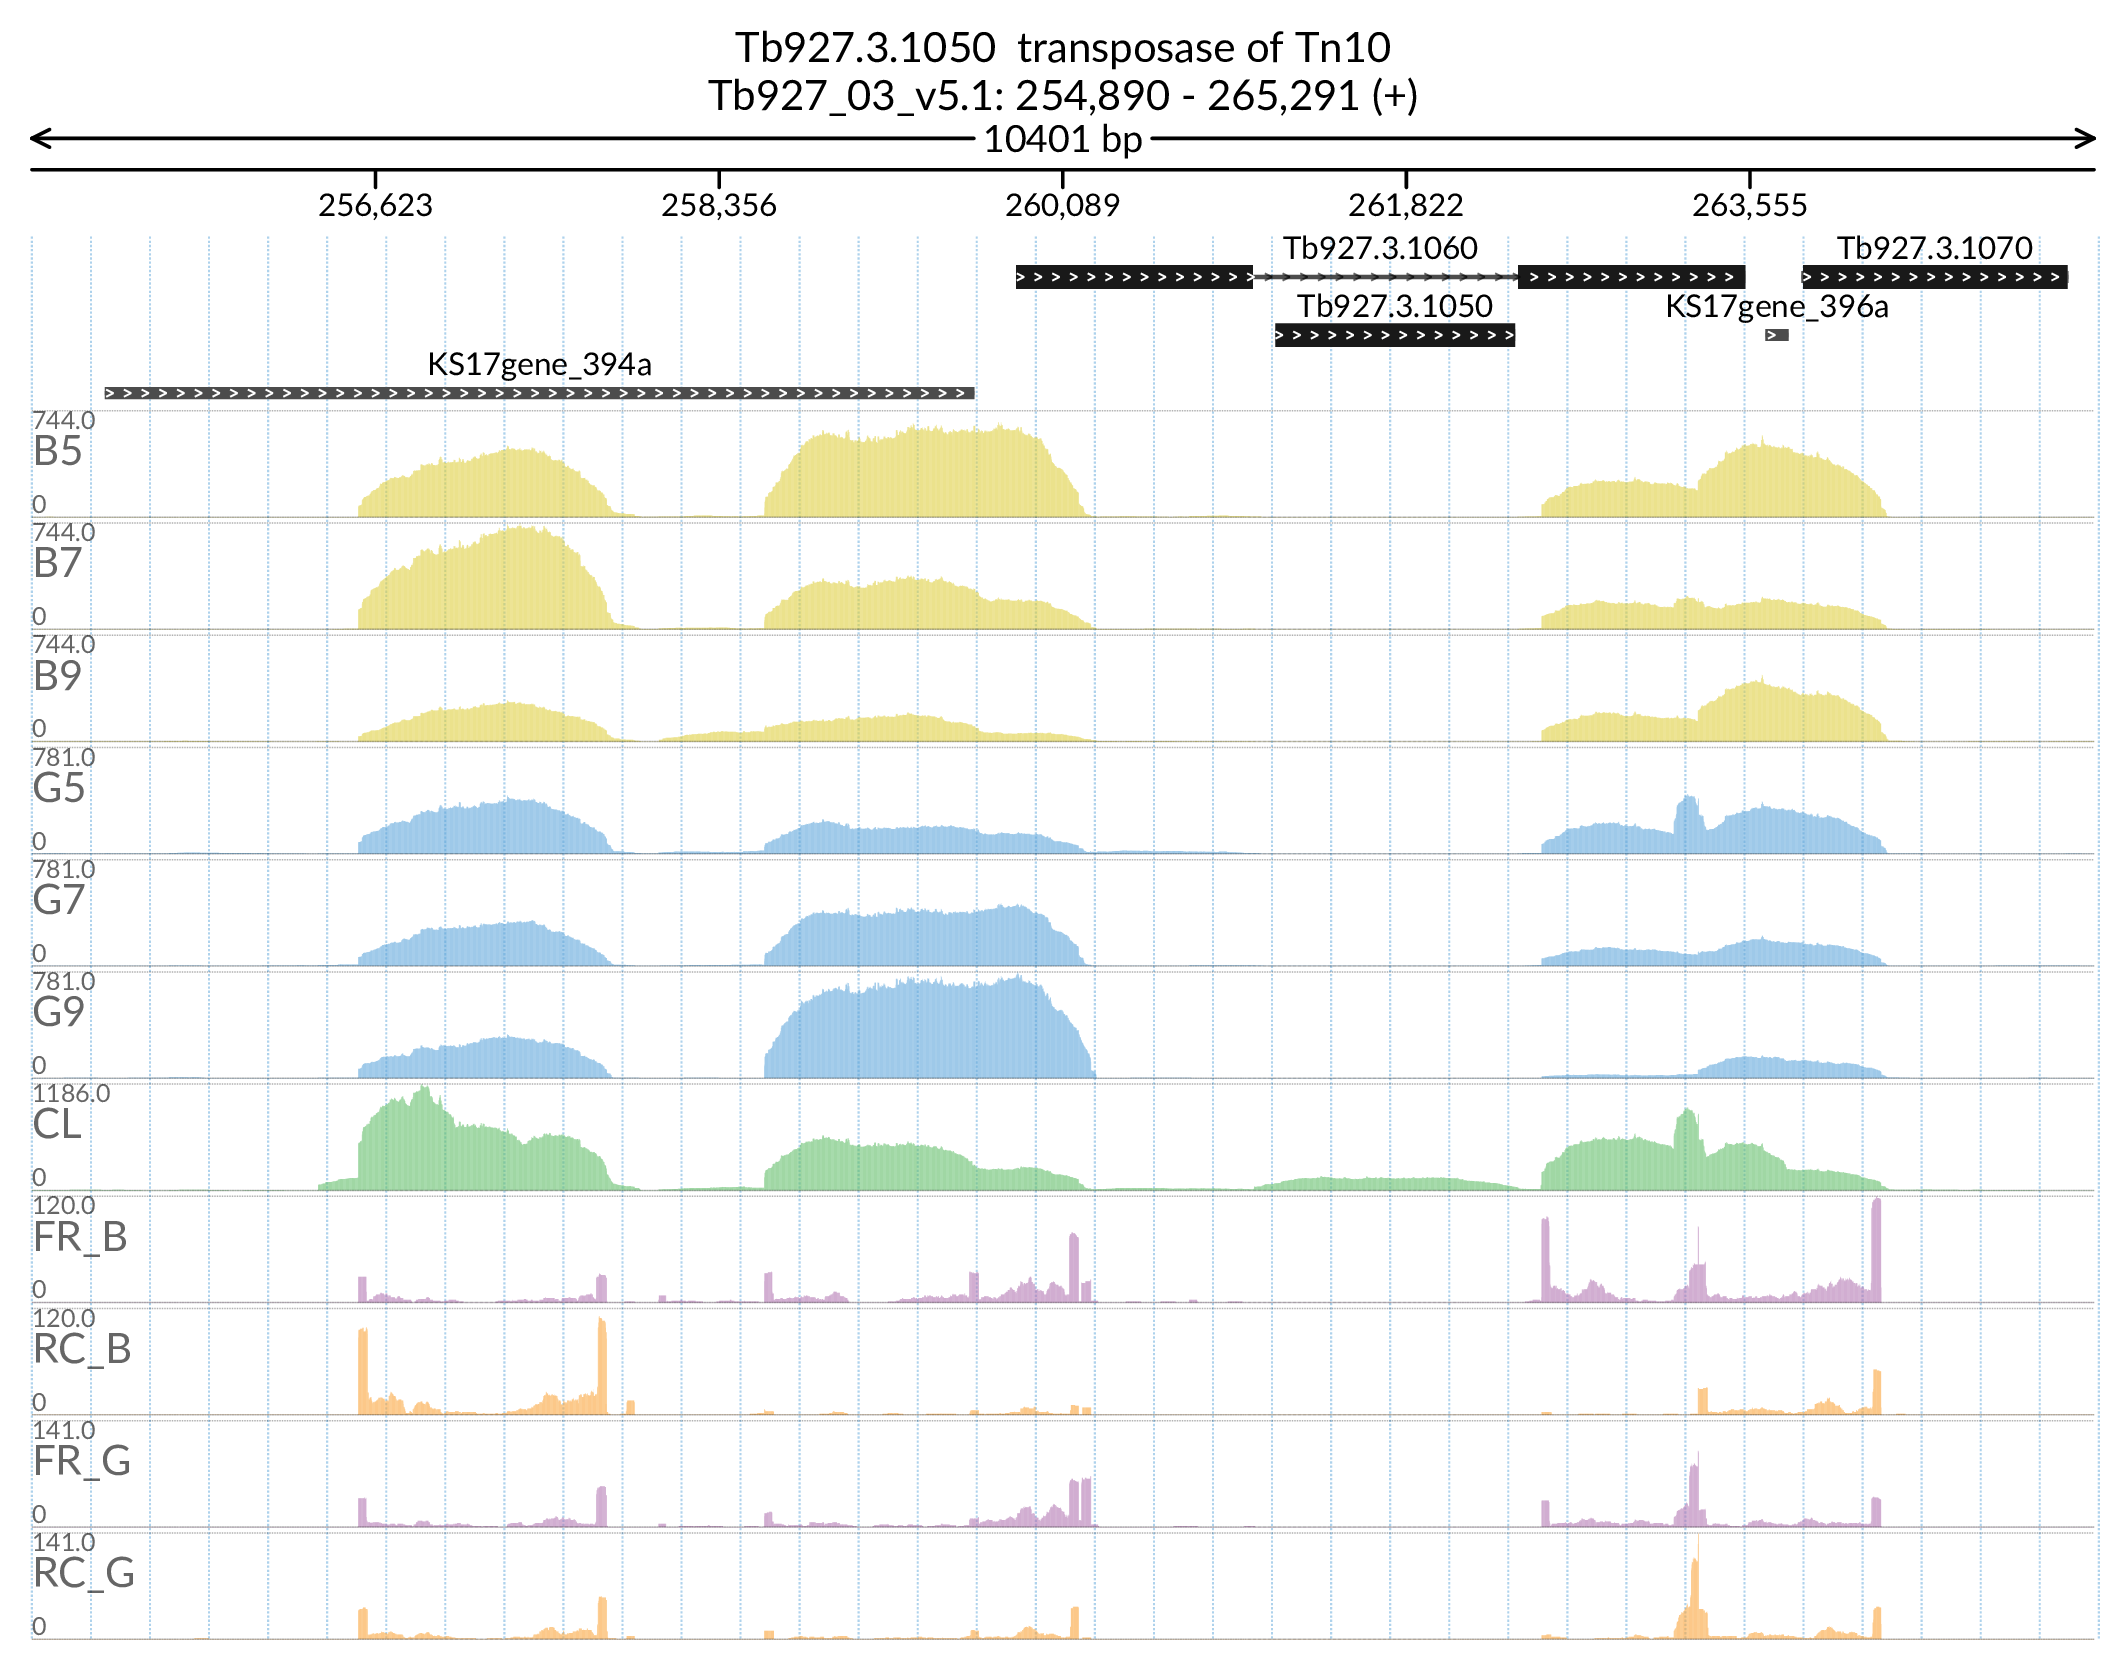 Tb927.3.1050  transposase of Tn10
Tb927_03_v5.1: 254,890 - 265,291 (+)
10401 bp
256,623 258,356 260,089 261,822 263,555
Tb927.3.1060 Tb927.3.1070
Tb927.3.1050 KS17gene_396a
KS17gene_394a
744.0
B5
0
744.0
B7
0
744.0
B9
0
781.0
G5
0
781.0
G7
0
781.0
G9
0
1186.0
CL
0
120.0
FR_B
0
120.0
RC_B
0
141.0
FR_G
0
141.0
RC_G
0